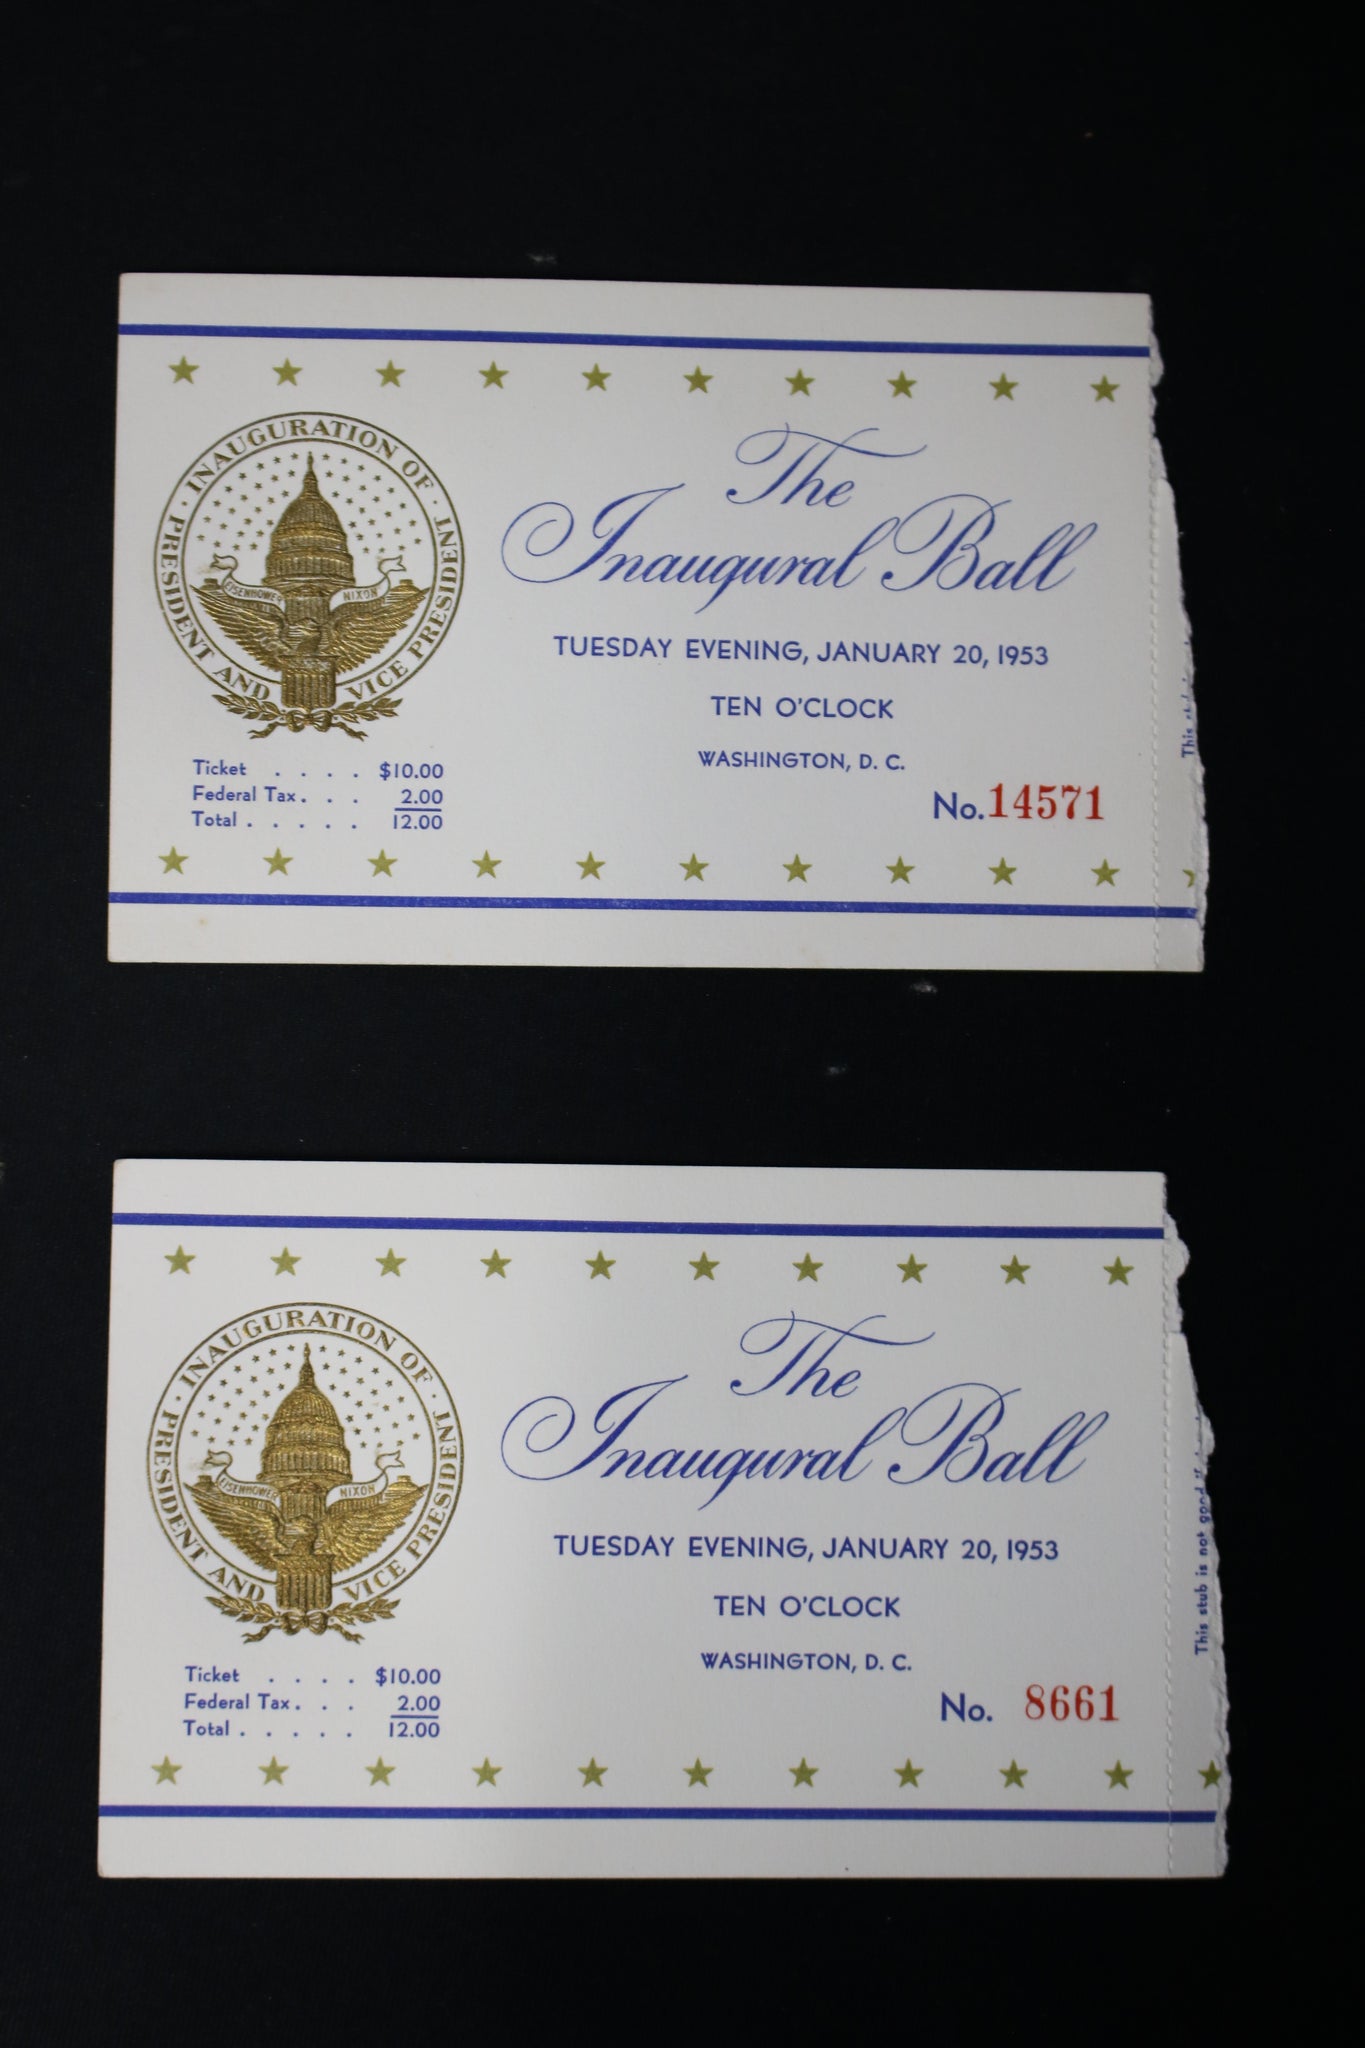 INAUGURATION OF
· PRESIDENT AND VICE PRESIDENT ·
EISENHOWER NIXON
The
Inaugural Ball
TUESDAY EVENING, JANUARY 20, 1953
TEN O'CLOCK
WASHINGTON, D. C.
Ticket . . . . $10.00
Federal Tax . . . 2.00
Total . . . . . 12.00
No. 14571
This
INAUGURATION OF
· PRESIDENT AND VICE PRESIDENT ·
EISENHOWER NIXON
The
Inaugural Ball
TUESDAY EVENING, JANUARY 20, 1953
TEN O'CLOCK
WASHINGTON, D. C.
Ticket . . . . $10.00
Federal Tax . . . 2.00
Total . . . . . 12.00
No. 8661
This stub is not good